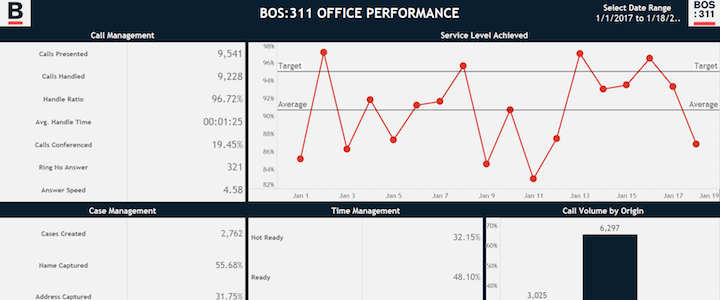 B
BOS:311 OFFICE PERFORMANCE
Select Date Range
1/1/2017 to 1/18/2..
BOS
:311
Call Management
Calls Presented 9,541
Calls Handled 9,228
Handle Ratio 96.72%
Avg. Handle Time 00:01:25
Calls Conferenced 19.45%
Ring No Answer 321
Answer Speed 4.58
Service Level Achieved
98%
96%
94%
92%
90%
88%
86%
84%
82%
Target Target
Average Average
Jan 1 Jan 3 Jan 5 Jan 7 Jan 9 Jan 11 Jan 13 Jan 15 Jan 17 Jan 19
Case Management
Cases Created 2,762
Name Captured 55.68%
Address Captured 31.75%
Time Management
Not Ready 32.15%
Ready 48.10%
Call Volume by Origin
70%
60%
50%
40%
30%
6,297
3,025